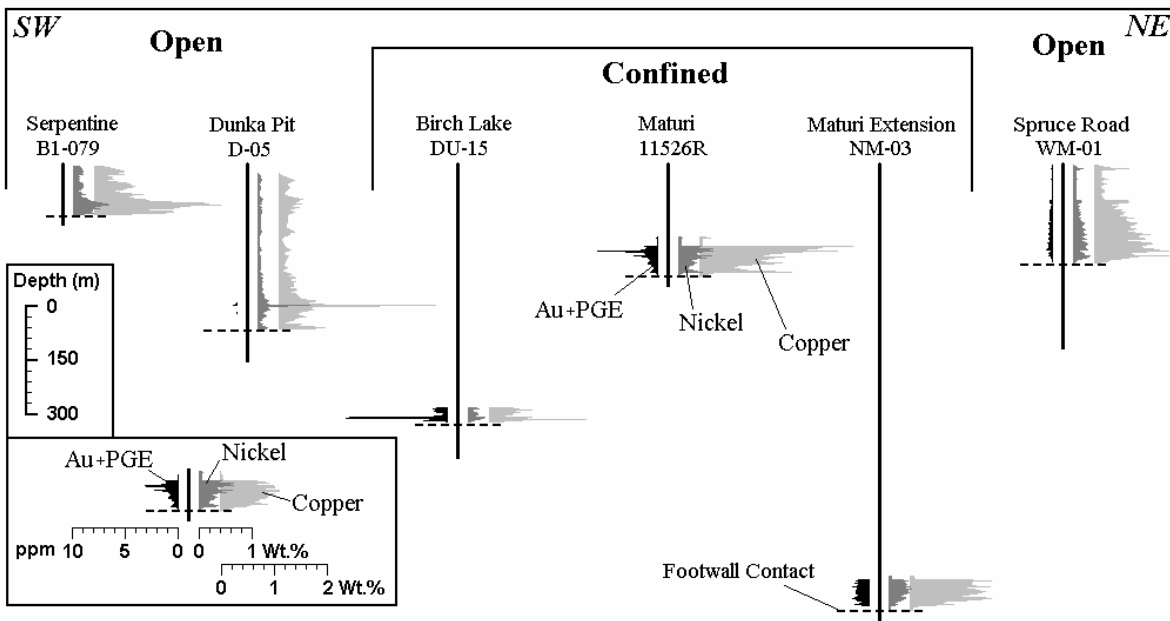 SW
NE
Open
Open
Confined
Serpentine
B1-079
Dunka Pit
D-05
Birch Lake
DU-15
Maturi
11526R
Maturi Extension
NM-03
Spruce Road
WM-01
Au+PGE
Nickel
Copper
Depth (m)
0
150
300
Au+PGE
Nickel
Copper
ppm 10 5 0 0 1 Wt.%
0 1 2 Wt.%
Footwall Contact